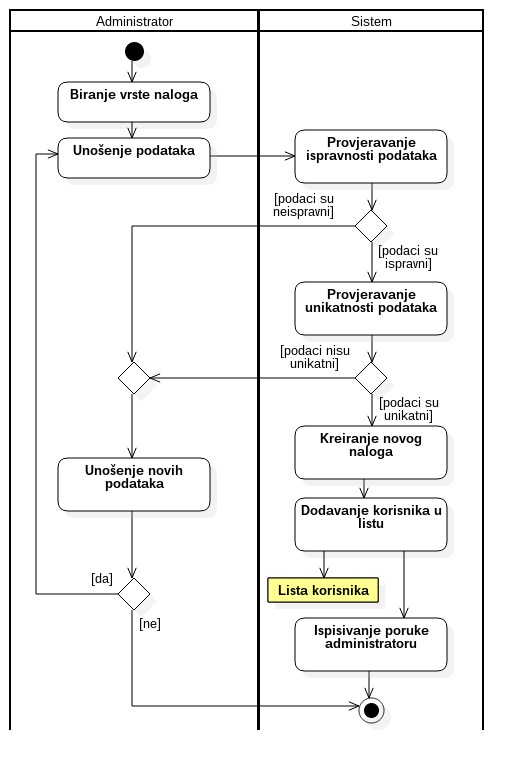 Administrator
Sistem
Biranje vrste naloga
Unošenje podataka
Provjeravanje
ispravnosti podataka
[podaci su
neispravni]
[podaci su
ispravni]
Provjeravanje
unikatnosti podataka
[podaci nisu
unikatni]
[podaci su
unikatni]
Kreiranje novog
naloga
Unošenje novih
podataka
Dodavanje korisnika u
listu
[da]
Lista korisnika
[ne]
Ispisivanje poruke
administratoru